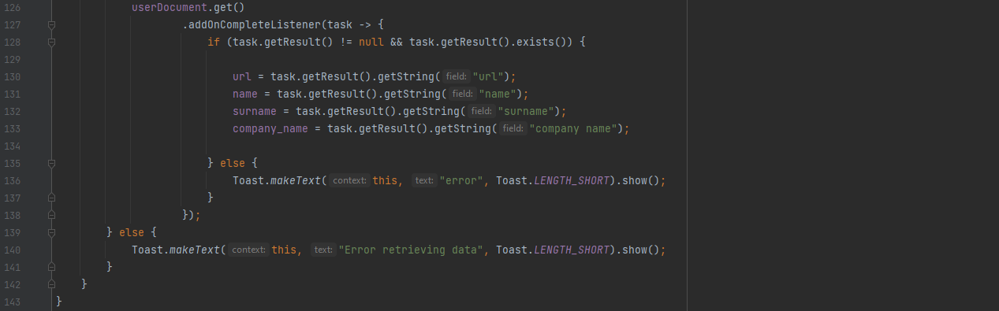 126 userDocument.get()
127 .addOnCompleteListener(task -> {
128 if (task.getResult() != null && task.getResult().exists()) {
129
130 url = task.getResult().getString( field: "url");
131 name = task.getResult().getString( field: "name");
132 surname = task.getResult().getString( field: "surname");
133 company_name = task.getResult().getString( field: "company name");
134
135 } else {
136 Toast.makeText( context: this, text: "error", Toast.LENGTH_SHORT).show();
137 }
138 });
139 } else {
140 Toast.makeText( context: this, text: "Error retrieving data", Toast.LENGTH_SHORT).show();
141 }
142 }
143 }